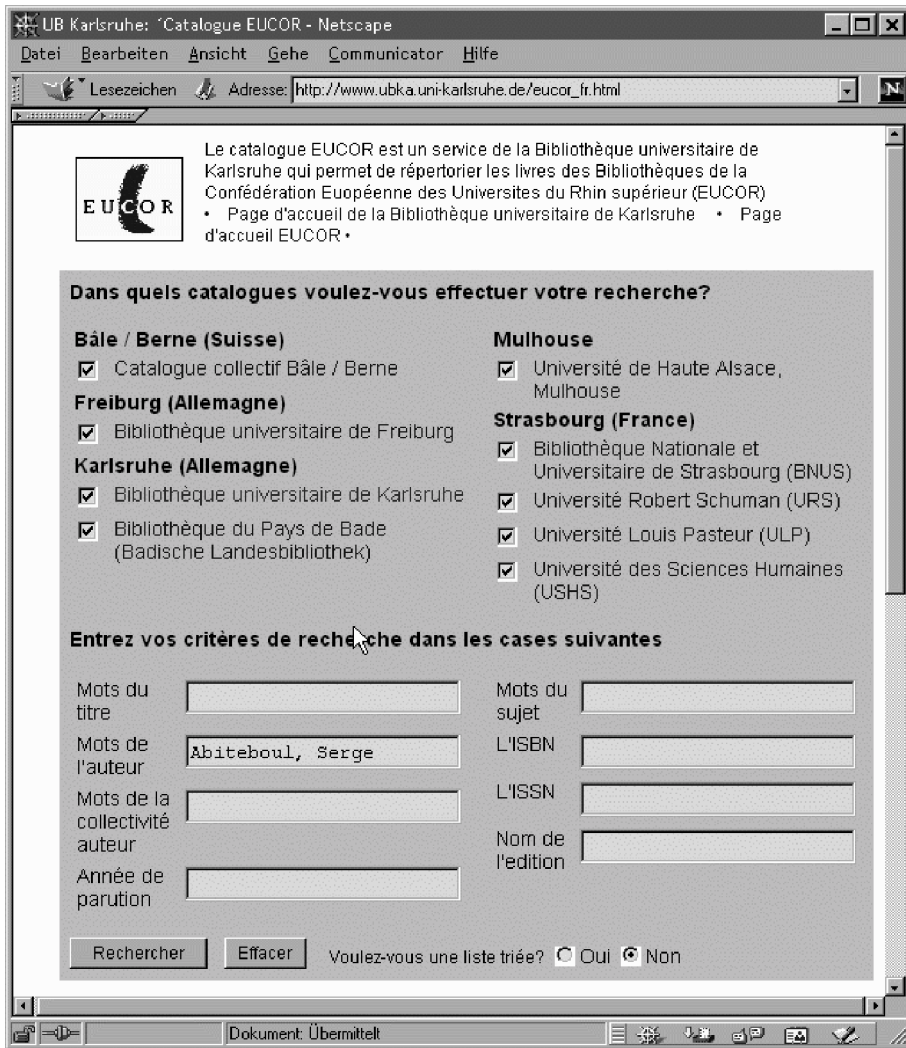 UB Karlsruhe: ´Catalogue EUCOR - Netscape
Datei Bearbeiten Ansicht Gehe Communicator Hilfe
Lesezeichen Adresse: http://www.ubka.uni-karlsruhe.de/eucor_fr.html
N
EUCOR
Le catalogue EUCOR est un service de la Bibliothèque universitaire de
Karlsruhe qui permet de répertorier les livres des Bibliothèques de la
Confédération Euopéenne des Universites du Rhin supérieur (EUCOR)
• Page d'accueil de la Bibliothèque universitaire de Karlsruhe • Page
d'accueil EUCOR •
Dans quels catalogues voulez-vous effectuer votre recherche?
Bâle / Berne (Suisse)
Catalogue collectif Bâle / Berne
Freiburg (Allemagne)
Bibliothèque universitaire de Freiburg
Karlsruhe (Allemagne)
Bibliothèque universitaire de Karlsruhe
Bibliothèque du Pays de Bade
(Badische Landesbibliothek)
Mulhouse
Université de Haute Alsace,
Mulhouse
Strasbourg (France)
Bibliothèque Nationale et
Universitaire de Strasbourg (BNUS)
Université Robert Schuman (URS)
Université Louis Pasteur (ULP)
Université des Sciences Humaines
(USHS)
Entrez vos critères de recherche dans les cases suivantes
Mots du
titre
Mots de
l'auteur
Abiteboul, Serge
Mots de la
collectivité
auteur
Année de
parution
Mots du
sujet
L'ISBN
L'ISSN
Nom de
l'edition
Rechercher Effacer Voulez-vous une liste triée? Oui Non
Dokument: Übermittelt